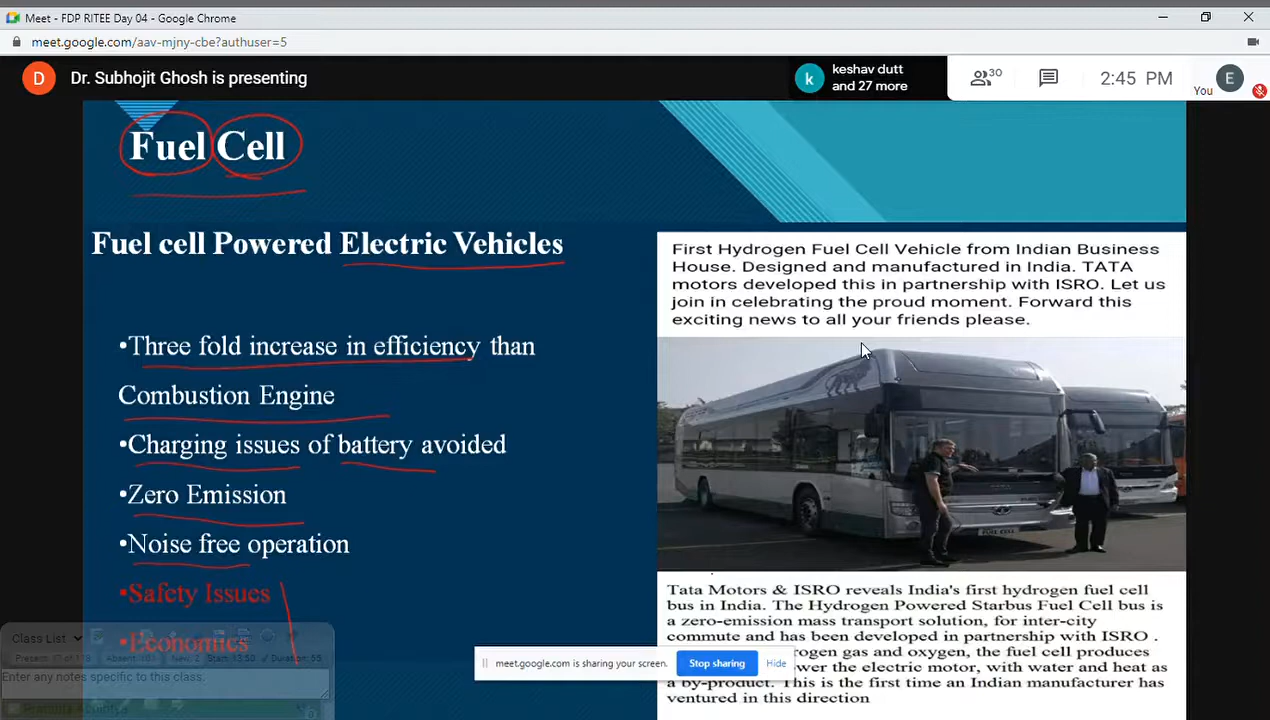 Meet - FDP RITEE Day 04 - Google Chrome
meet.google.com/aav-mjny-cbe?authuser=5
D
Dr. Subhojit Ghosh is presenting
k
keshav dutt
and 27 more
30
2:45 PM
You
E
Fuel Cell
Fuel cell Powered Electric Vehicles
•Three fold increase in efficiency than
Combustion Engine
•Charging issues of battery avoided
•Zero Emission
•Noise free operation
•Safety Issues
•Economics
First Hydrogen Fuel Cell Vehicle from Indian Business
House. Designed and manufactured in India. TATA
motors developed this in partnership with ISRO. Let us
join in celebrating the proud moment. Forward this
exciting news to all your friends please.
Tata Motors & ISRO reveals India's first hydrogen fuel cell
bus in India. The Hydrogen Powered Starbus Fuel Cell bus is
a zero-emission mass transport solution, for inter-city
commute and has been developed in partnership with ISRO .
rogen gas and oxygen, the fuel cell produces
wer the electric motor, with water and heat as
a by-product. This is the first time an Indian manufacturer has
ventured in this direction
meet.google.com is sharing your screen.
Stop sharing
Hide
Class List
Enter any notes specific to this class.